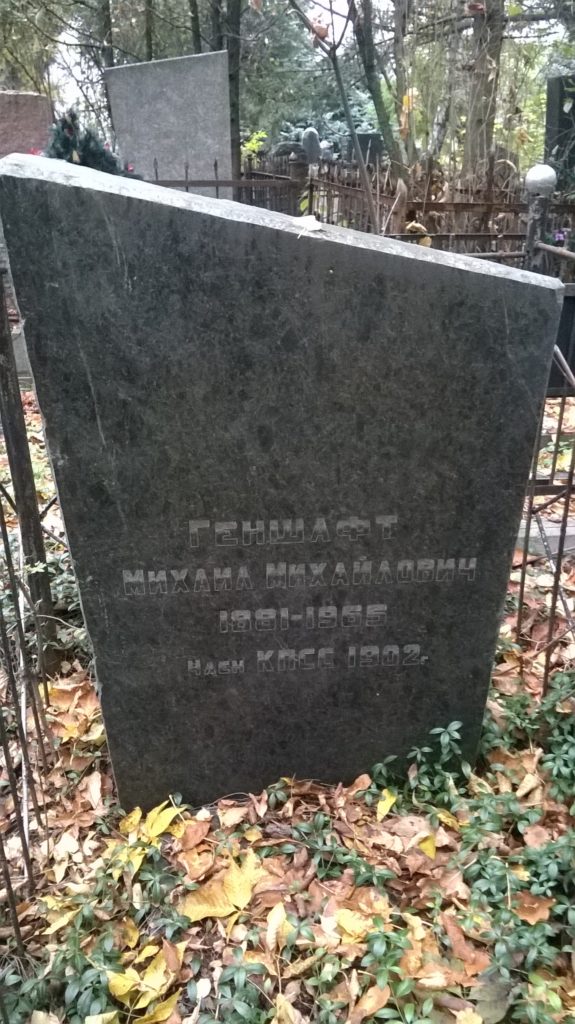 ГЕНШАФТ
МИХАИЛ МИХАЙЛОВИЧ
1881-1965
ЧЛЕН КПСС 1902г